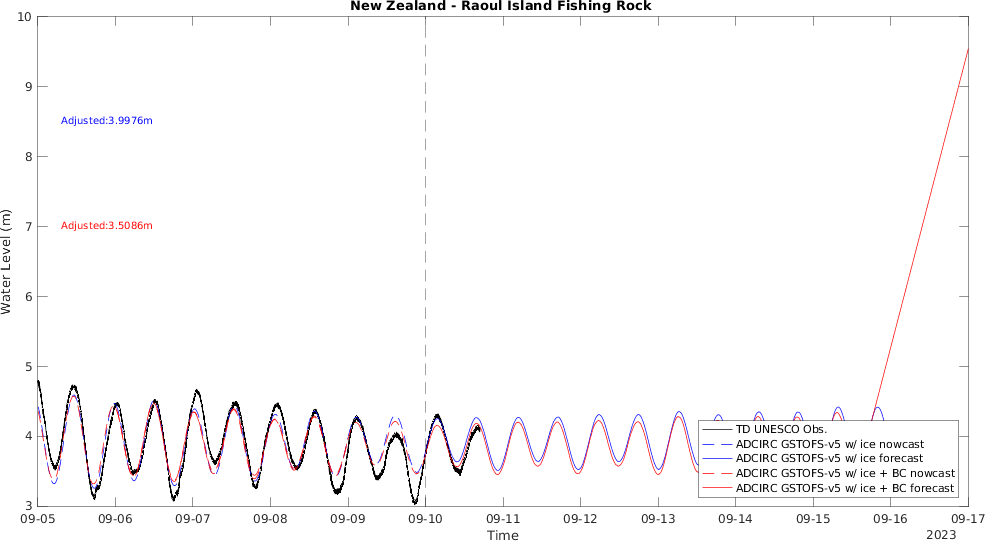 New Zealand - Raoul Island Fishing Rock
10
9
8
7
6
5
4
3
Water Level (m)
Adjusted:3.9976m
Adjusted:3.5086m
TD UNESCO Obs.
ADCIRC GSTOFS-v5 w/ ice nowcast
ADCIRC GSTOFS-v5 w/ ice forecast
ADCIRC GSTOFS-v5 w/ ice + BC nowcast
ADCIRC GSTOFS-v5 w/ ice + BC forecast
09-05 09-06 09-07 09-08 09-09 09-10 09-11 09-12 09-13 09-14 09-15 09-16 09-17
Time
2023